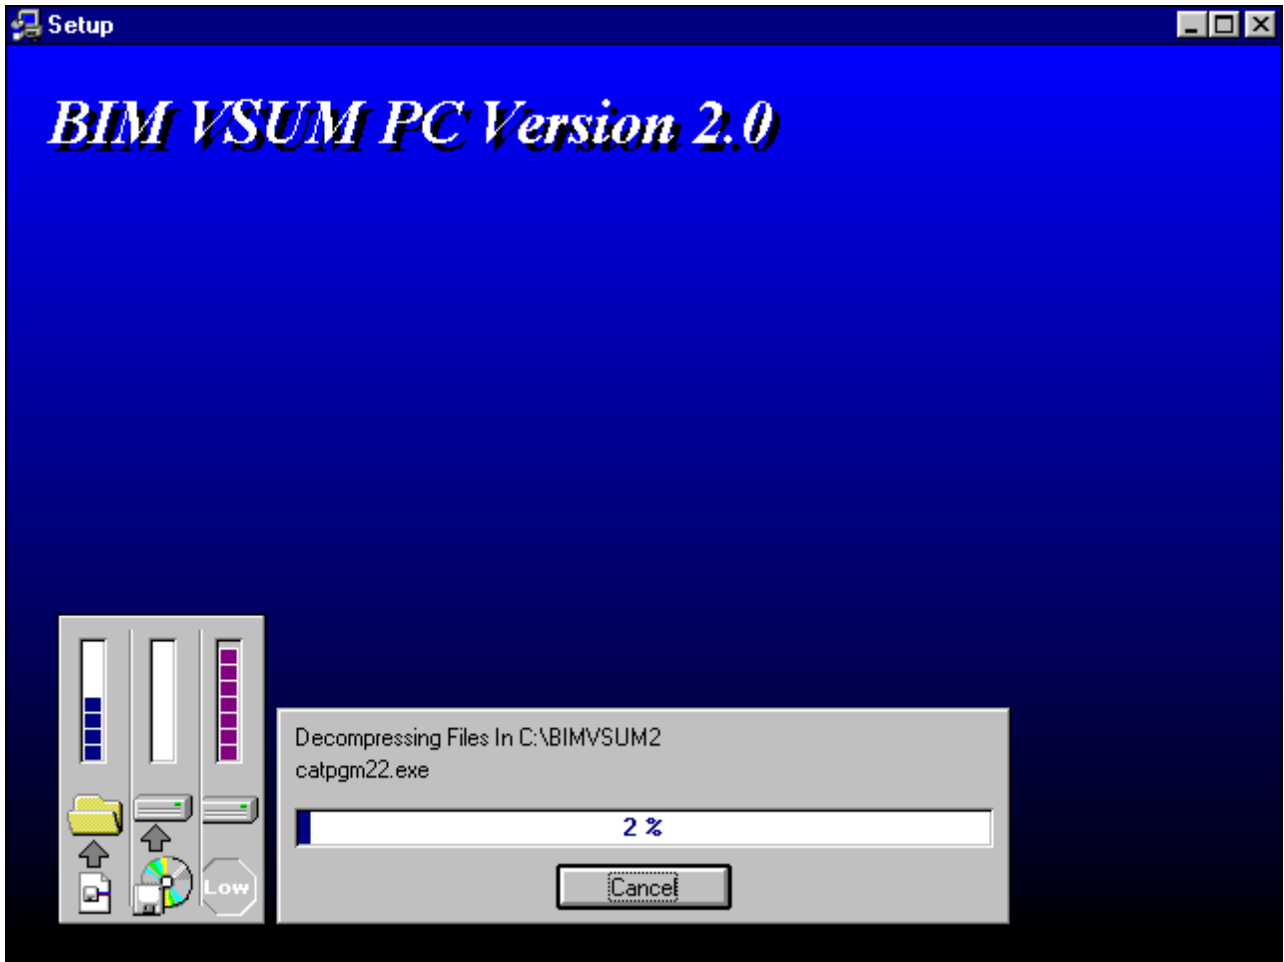 Setup
BIM VSUM PC Version 2.0
Decompressing Files In C:\BIMVSUM2
catpgm22.exe
2 %
Low
Cancel